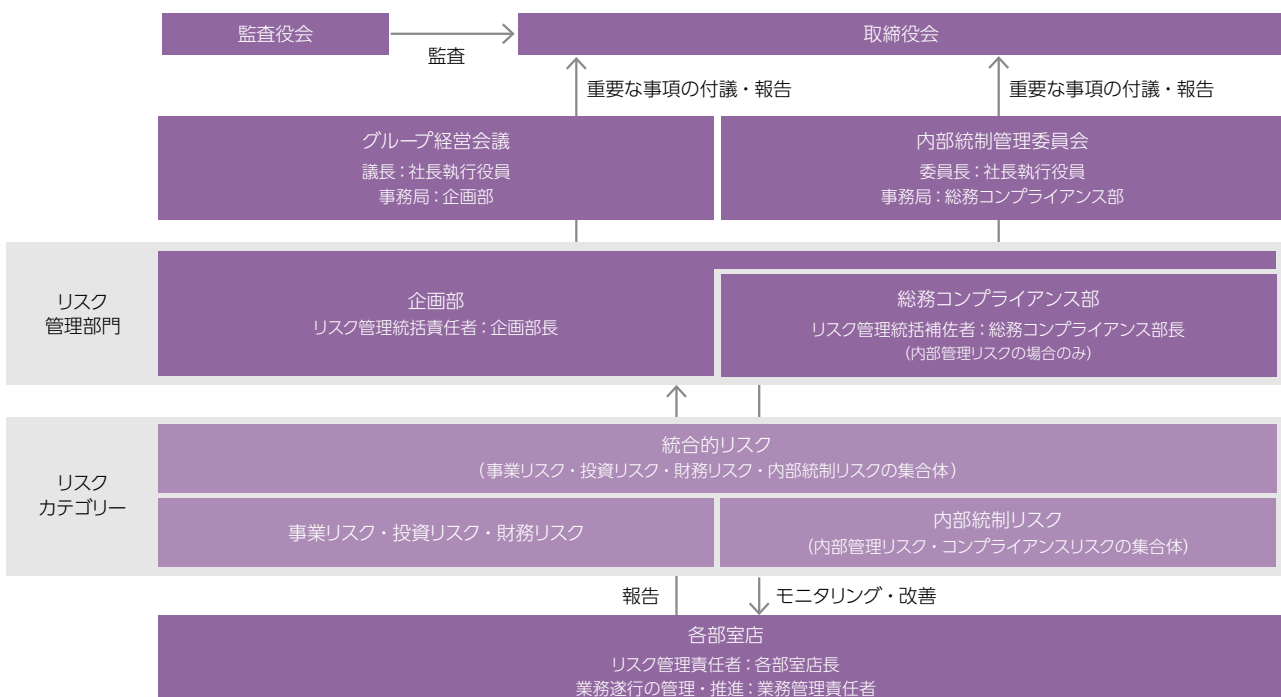 監査役会
監査
取締役会
重要な事項の付議・報告
重要な事項の付議・報告
グループ経営会議
議長：社長執行役員
事務局：企画部
内部統制管理委員会
委員長：社長執行役員
事務局：総務コンプライアンス部
リスク
管理部門
企画部
リスク管理統括責任者：企画部長
総務コンプライアンス部
リスク管理統括補佐者：総務コンプライアンス部長
（内部管理リスクの場合のみ）
リスク
カテゴリー
統合的リスク
（事業リスク・投資リスク・財務リスク・内部統制リスクの集合体）
事業リスク・投資リスク・財務リスク
内部統制リスク
（内部管理リスク・コンプライアンスリスクの集合体）
報告
モニタリング・改善
各部室店
リスク管理責任者：各部室店長
業務遂行の管理・推進：業務管理責任者